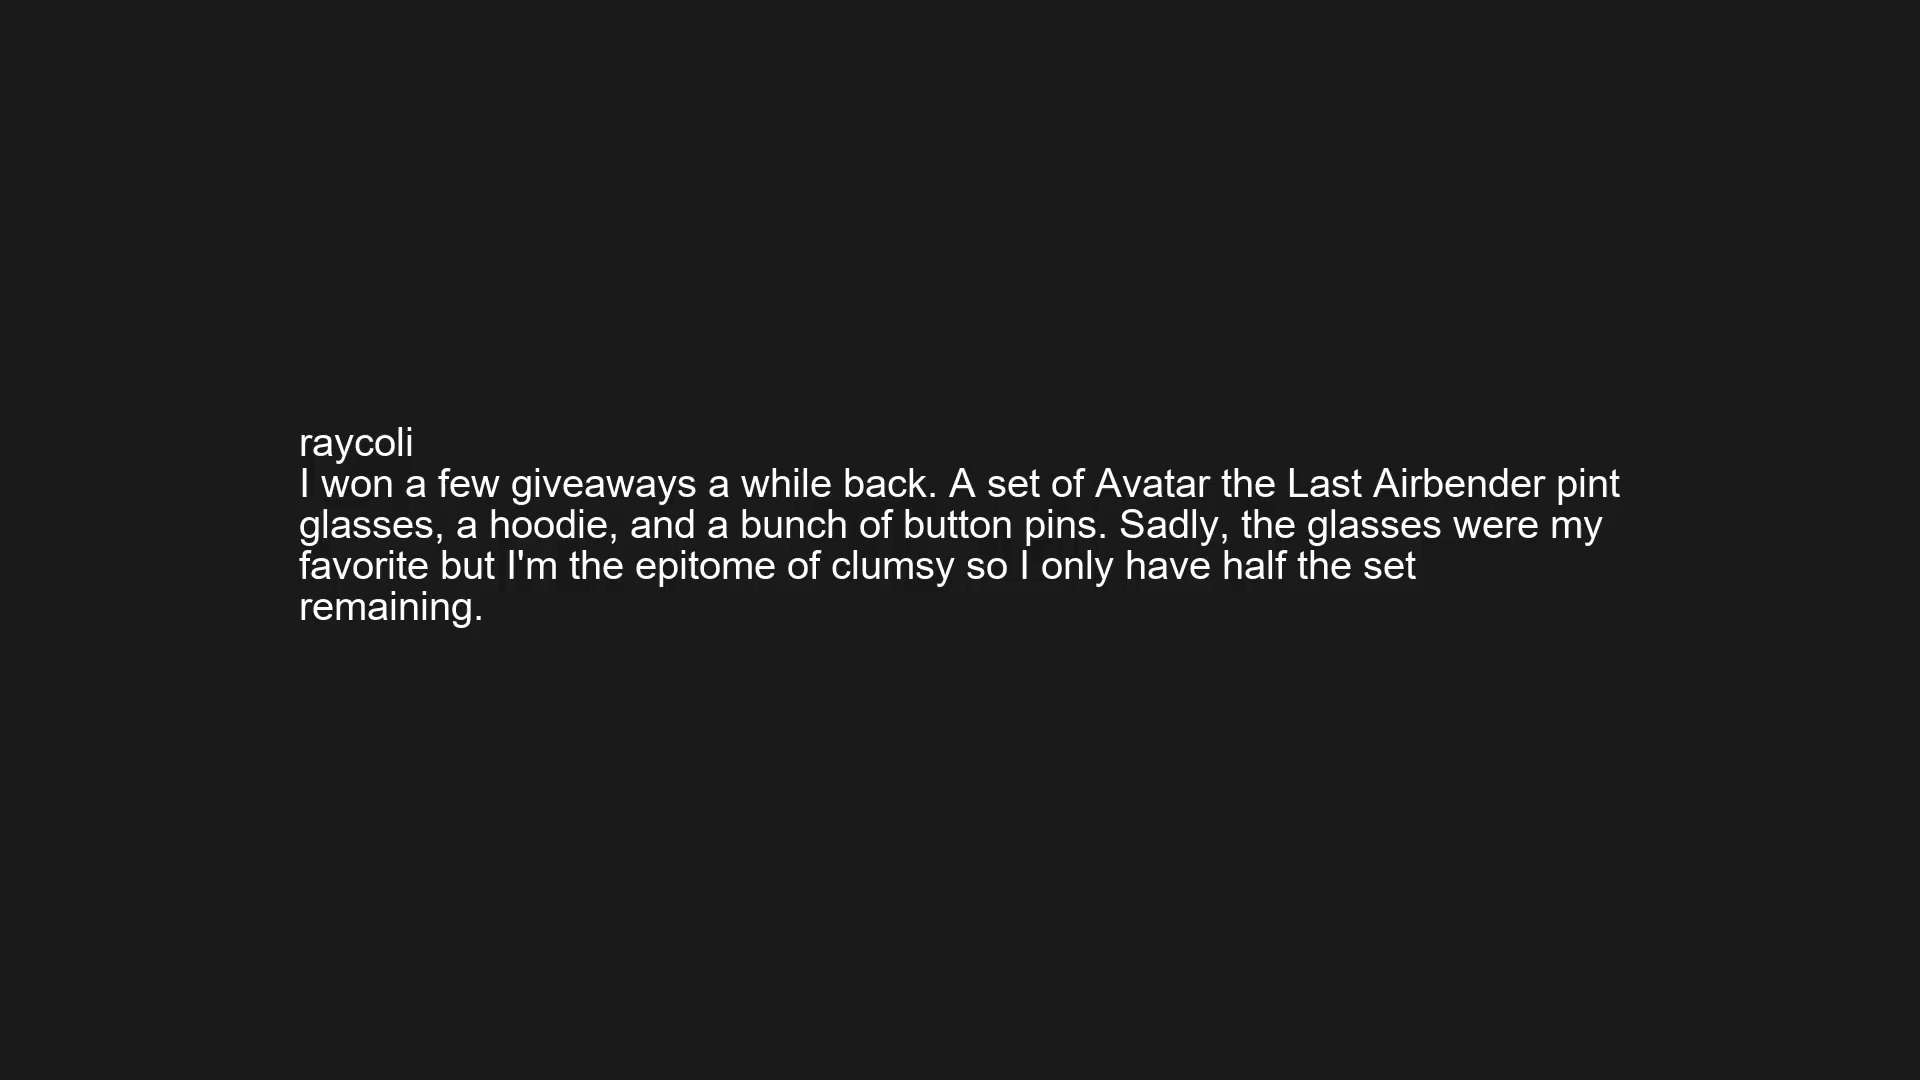 raycoli
I won a few giveaways a while back. A set of Avatar the Last Airbender pint
glasses, a hoodie, and a bunch of button pins. Sadly, the glasses were my
favorite but I'm the epitome of clumsy so I only have half the set
remaining.